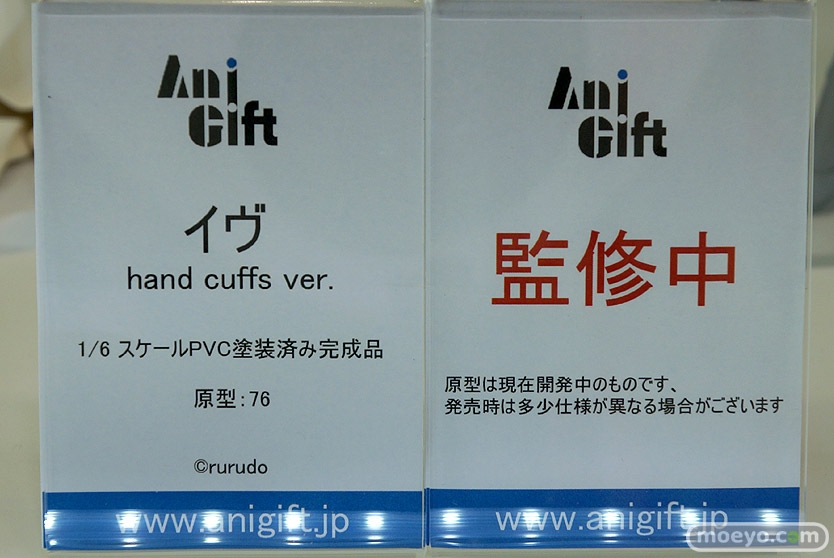 Ani
Gift
イヴ
hand cuffs ver.
1/6 スケールPVC塗装済み完成品
原型:76
©rurudo
www.anigift.jp
Ani
Gift
監修中
原型は現在開発中のものです、
発売時は多少仕様が異なる場合がございます
www.anigift.jp
moeyo.com